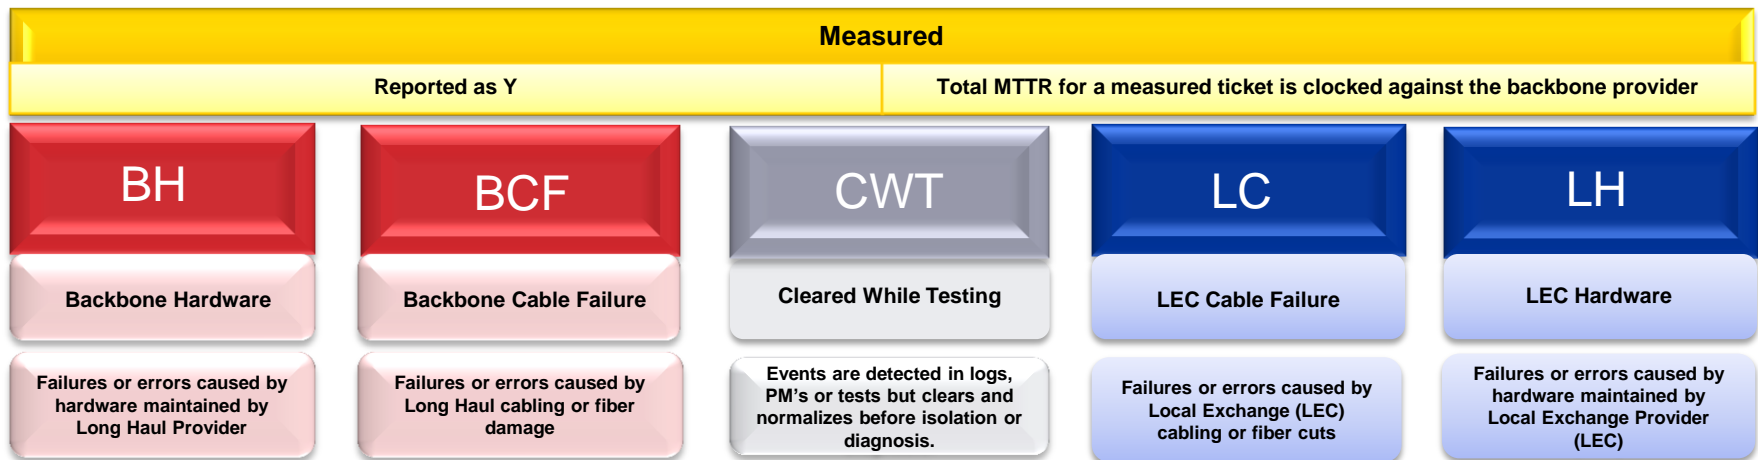 Measured
Reported as Y
Total MTTR for a measured ticket is clocked against the backbone provider
BH
BCF
CWT
LC
LH
Backbone Hardware
Backbone Cable Failure
Cleared While Testing
LEC Cable Failure
LEC Hardware
Failures or errors caused by
hardware maintained by
Long Haul Provider
Failures or errors caused by
Long Haul cabling or fiber
damage
Events are detected in logs,
PM's or tests but clears and
normalizes before isolation or
diagnosis.
Failures or errors caused by
Local Exchange (LEC)
cabling or fiber cuts
Failures or errors caused by
hardware maintained by
Local Exchange Provider
(LEC)